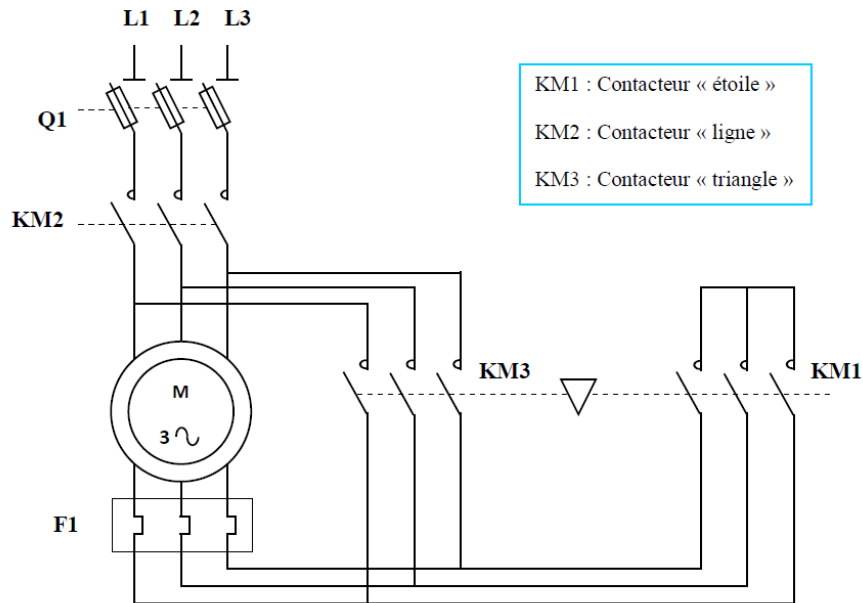 L1 L2 L3
KM1 : Contacteur « étoile »
Q1
KM2 : Contacteur « ligne »
KM3 : Contacteur « triangle »
KM2
KM3
KM1
M
3
F1